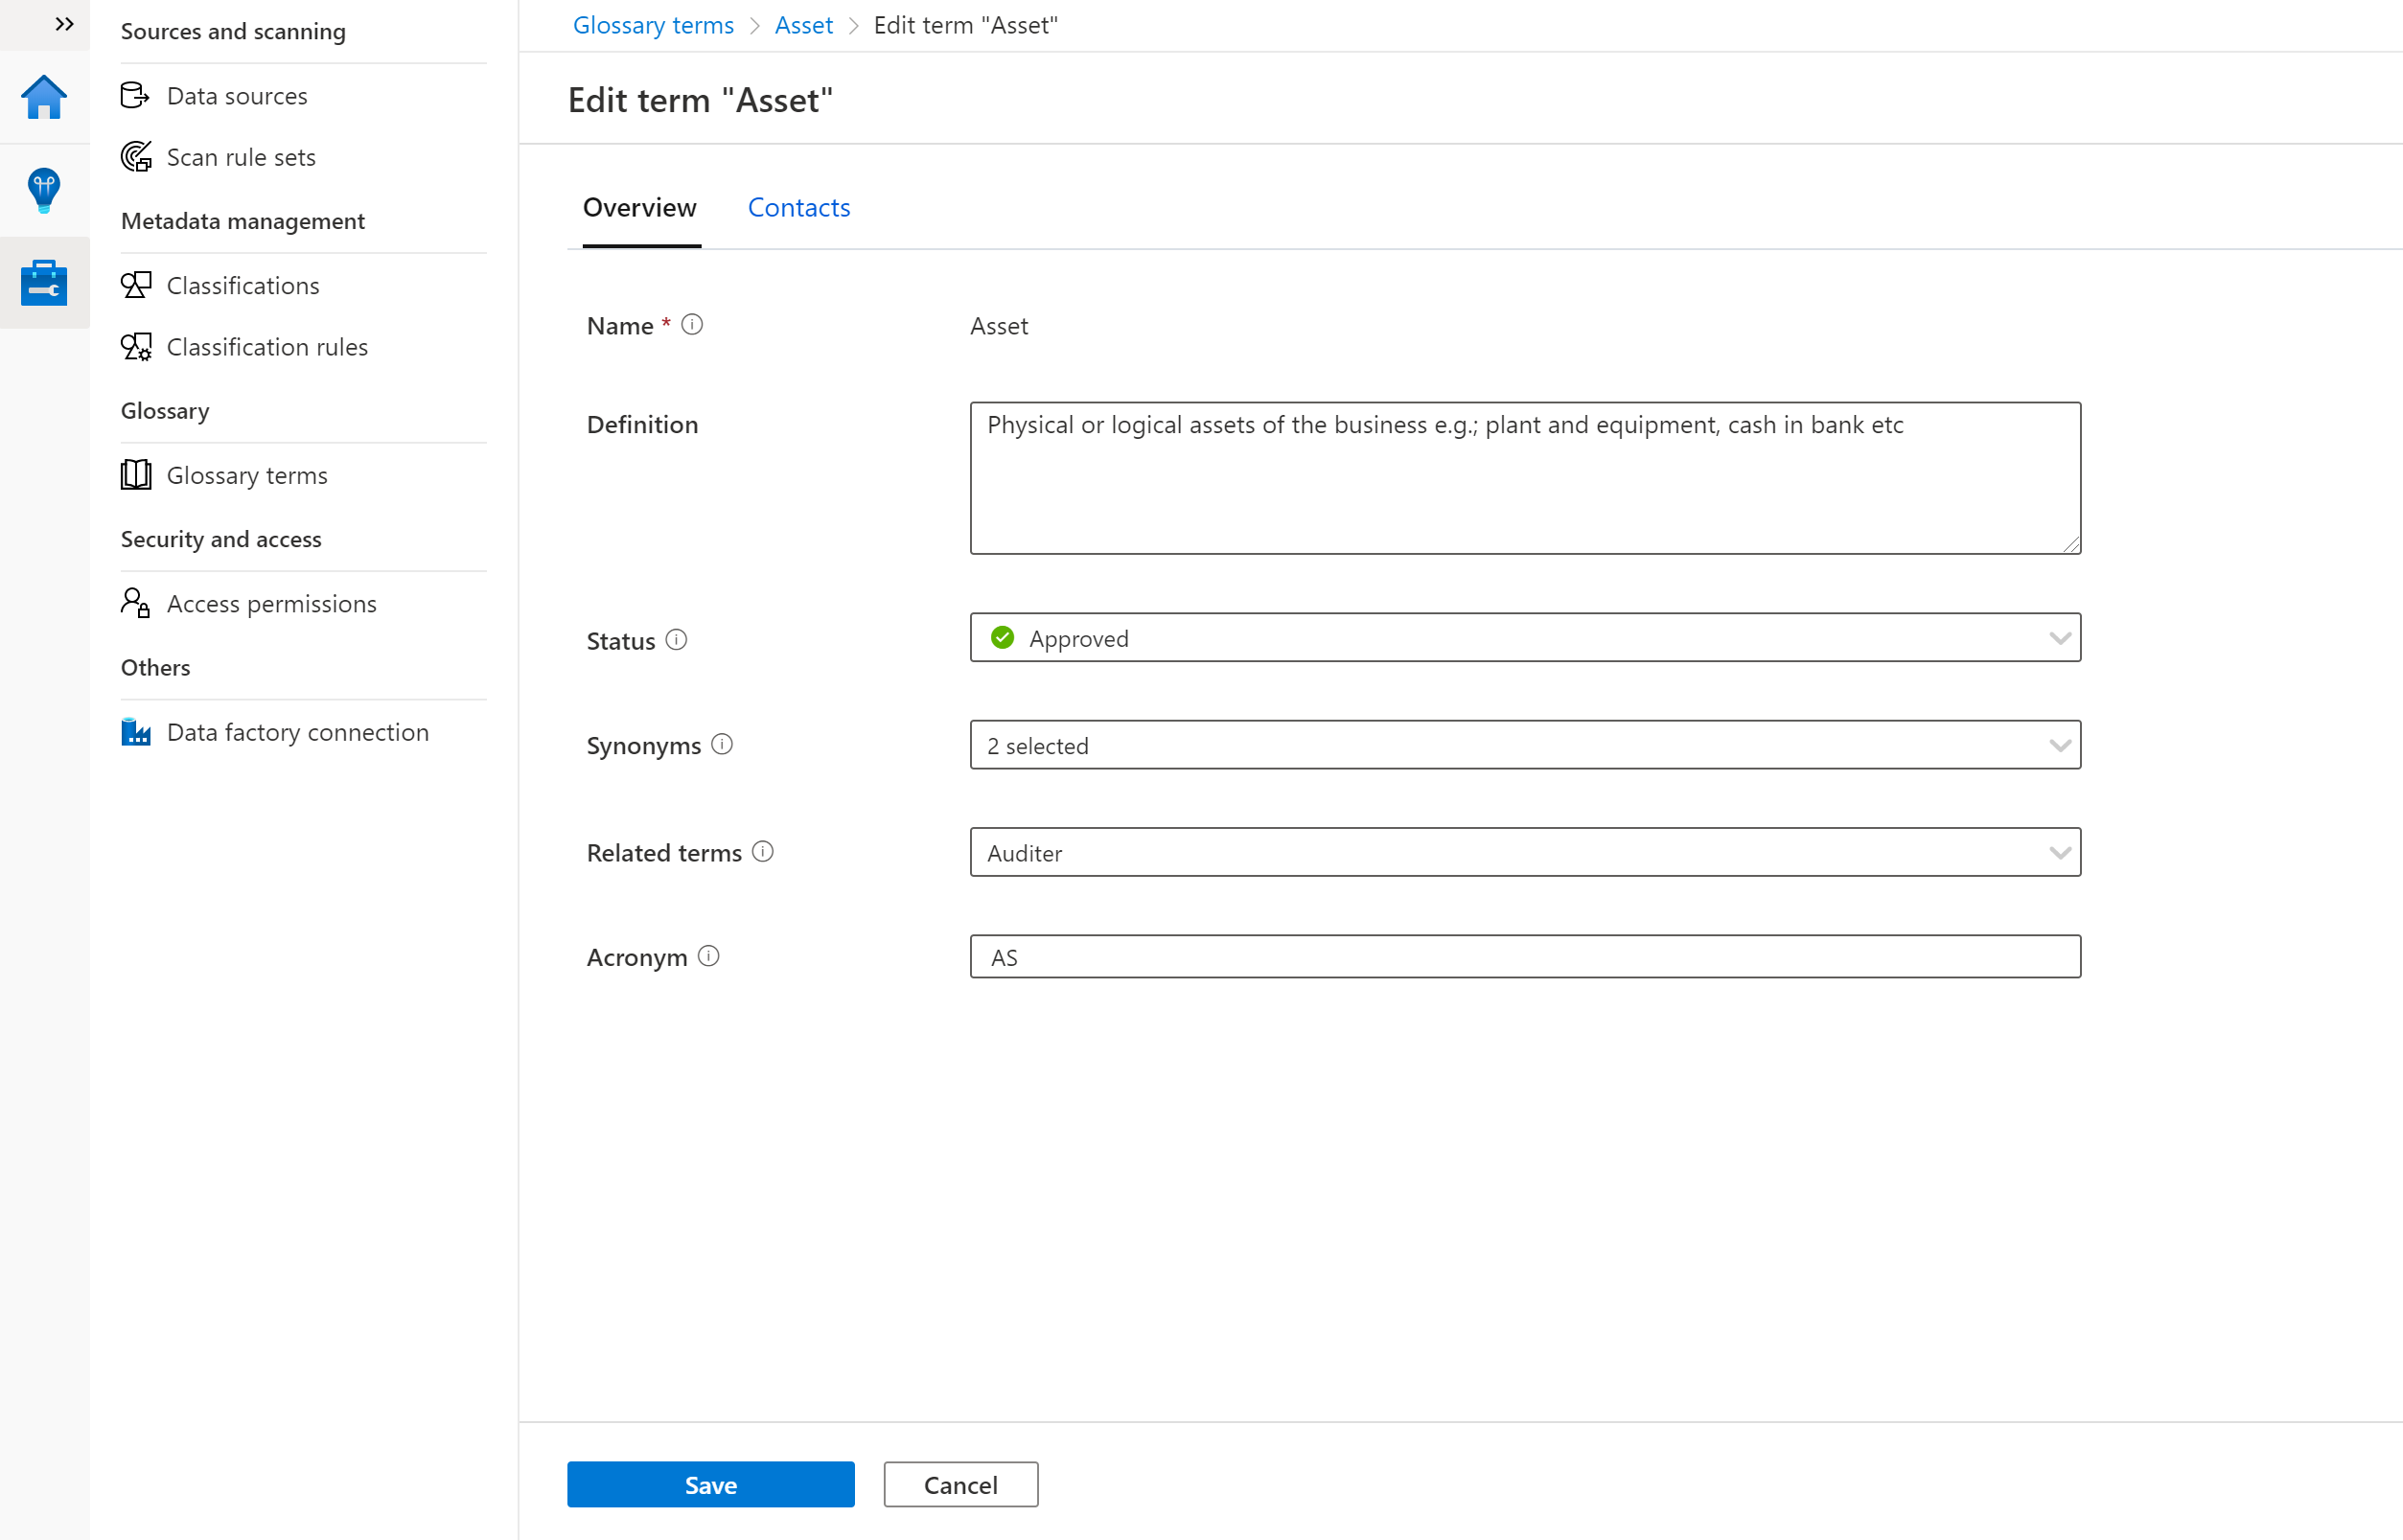 Sources and scanning
Data sources
Scan rule sets
Metadata management
Classifications
Classification rules
Glossary
Glossary terms
Security and access
Access permissions
Others
Data factory connection
Glossary terms > Asset > Edit term "Asset"
Edit term "Asset"
Overview Contacts
Name * Asset
Definition Physical or logical assets of the business e.g.; plant and equipment, cash in bank etc
Status Approved
Synonyms 2 selected
Related terms Auditer
Acronym AS
Save Cancel